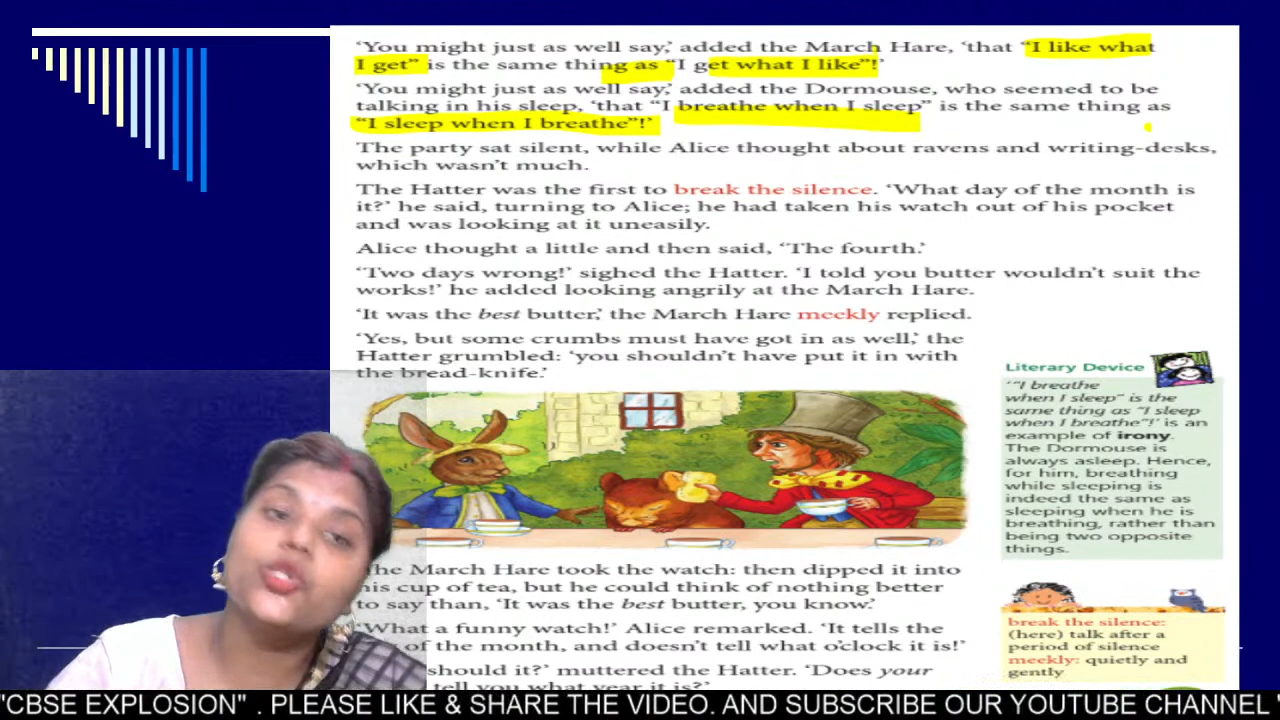 ‘You might just as well say,’ added the March Hare, ‘that “I like what
I get” is the same thing as “I get what I like”!’
‘You might just as well say,’ added the Dormouse, who seemed to be
talking in his sleep, ‘that “I breathe when I sleep” is the same thing as
“I sleep when I breathe”!’
The party sat silent, while Alice thought about ravens and writing-desks,
which wasn’t much.
The Hatter was the first to break the silence. ‘What day of the month is
it?’ he said, turning to Alice; he had taken his watch out of his pocket
and was looking at it uneasily.
Alice thought a little and then said, ‘The fourth.’
‘Two days wrong!’ sighed the Hatter. ‘I told you butter wouldn’t suit the
works!’ he added looking angrily at the March Hare.
‘It was the best butter,’ the March Hare meekly replied.
‘Yes, but some crumbs must have got in as well,’ the
Hatter grumbled: ‘you shouldn’t have put it in with
the bread-knife.’
The March Hare took the watch: then dipped it into
his cup of tea, but he could think of nothing better
to say than, ‘It was the best butter, you know.’
‘What a funny watch!’ Alice remarked. ‘It tells the
of the month, and doesn’t tell what o’clock it is!’
should it?’ muttered the Hatter. ‘Does your
tell you what year it is?’
Literary Device
‘“I breathe
when I sleep” is the
same thing as “I sleep
when I breathe”!’ is an
example of irony.
The Dormouse is
always asleep. Hence,
for him, breathing
while sleeping is
indeed the same as
sleeping when he is
breathing, rather than
being two opposite
things.
break the silence:
(here) talk after a
period of silence
meekly: quietly and
gently
"CBSE EXPLOSION" . PLEASE LIKE & SHARE THE VIDEO. AND SUBSCRIBE OUR YOUTUBE CHANNEL